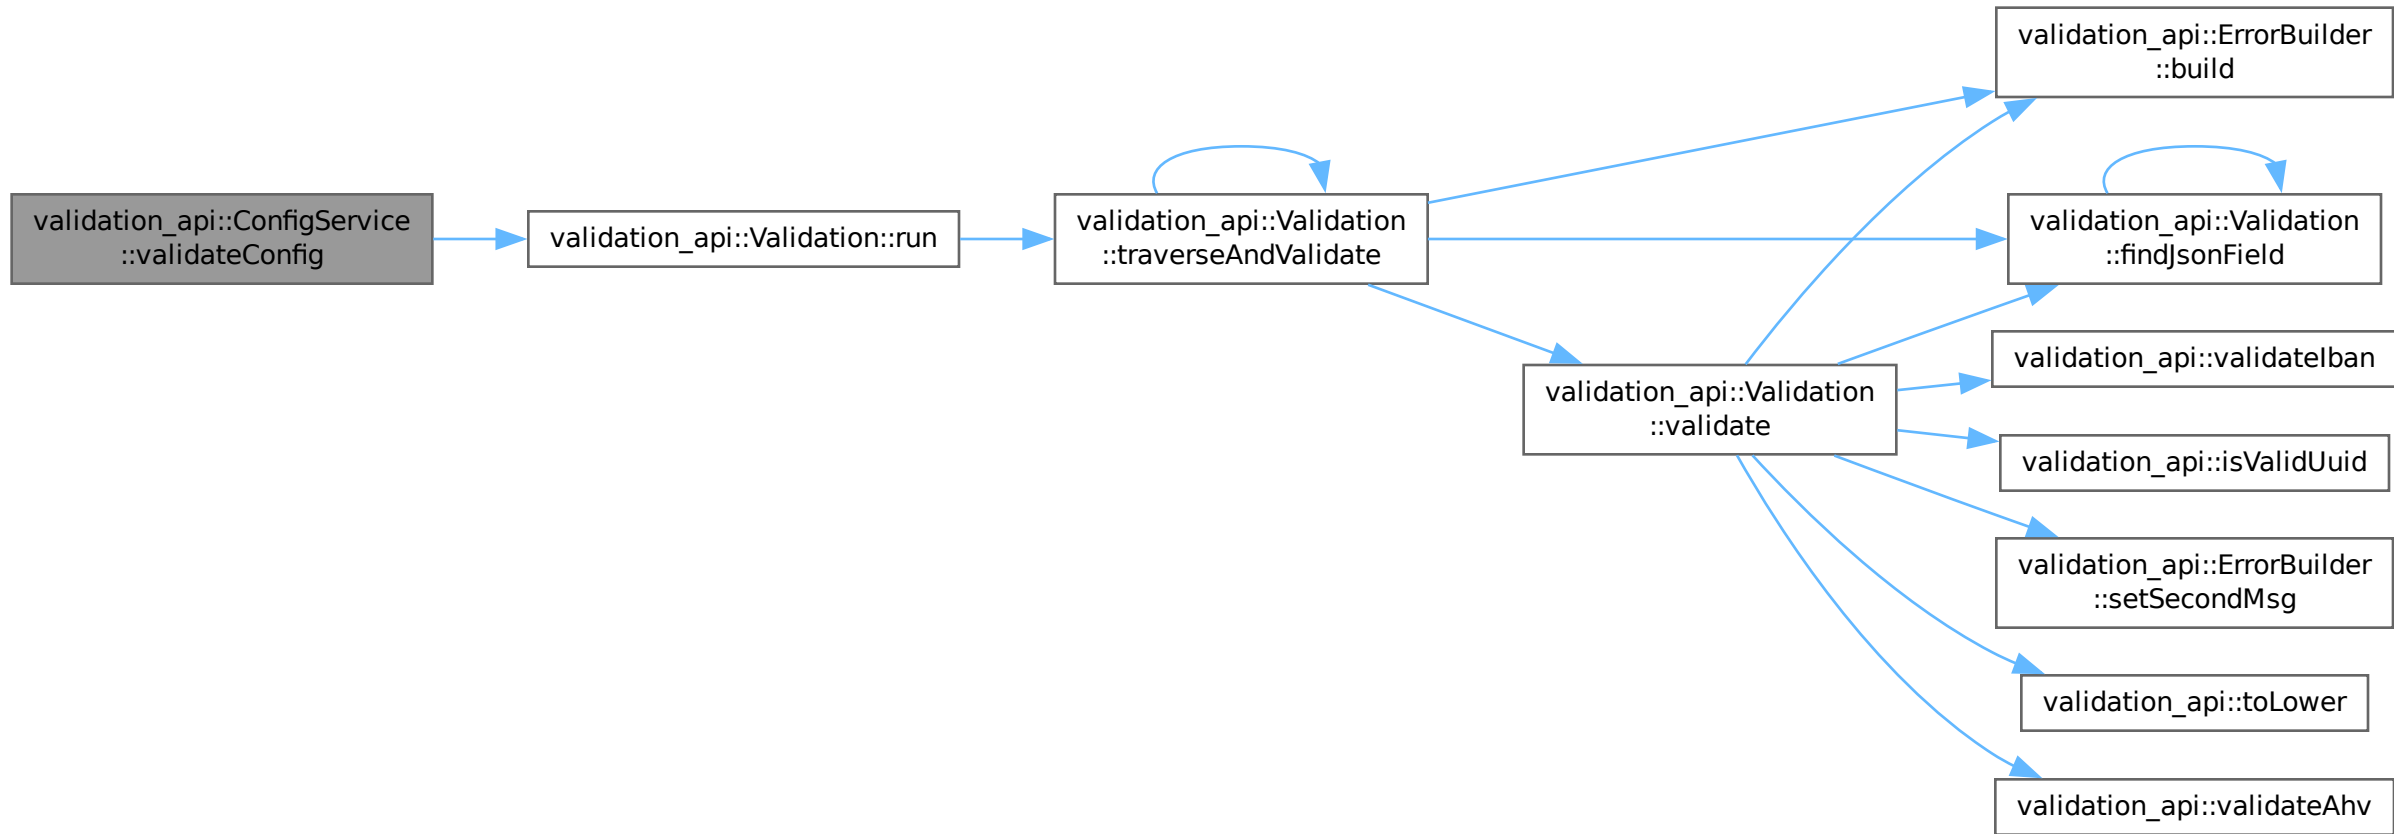 validation_api::ConfigService
::validateConfig
validation_api::Validation::run
validation_api::Validation
::traverseAndValidate
validation_api::ErrorBuilder
::build
validation_api::Validation
::findJsonField
validation_api::Validation
::validate
validation_api::validateIban
validation_api::isValidUuid
validation_api::ErrorBuilder
::setSecondMsg
validation_api::toLower
validation_api::validateAhv